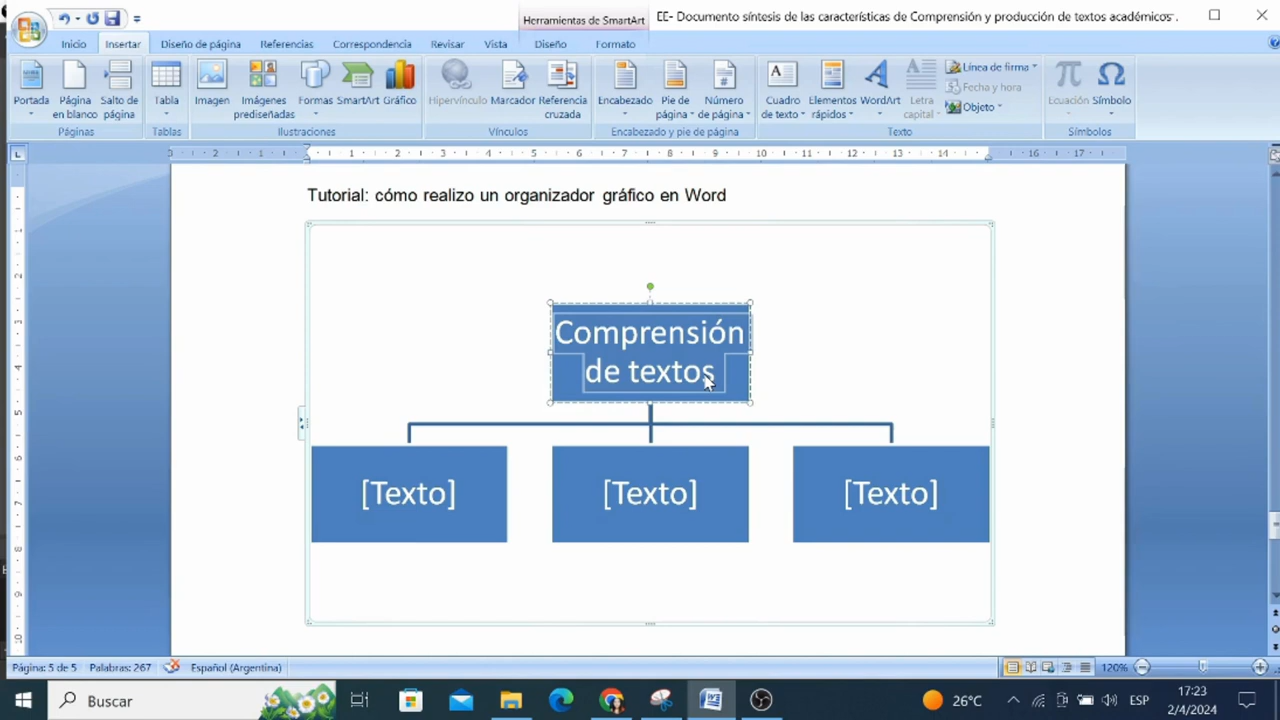 Herramientas de SmartArt
EE- Documento síntesis de las características de Comprensión y producción de textos académicos
Inicio Insertar Diseño de página Referencias Correspondencia Revisar Vista Diseño Formato
Portada
Página en blanco
Salto de página
Páginas
Tabla
Tablas
Imagen
Imágenes prediseñadas
Formas
SmartArt
Gráfico
Ilustraciones
Hipervínculo
Marcador
Referencia cruzada
Vínculos
Encabezado
Pie de página
Número de página
Encabezado y pie de página
Cuadro de texto
Elementos rápidos
WordArt
Letra capital
Línea de firma
Fecha y hora
Objeto
Texto
Ecuación
Símbolo
Símbolos
Tutorial: cómo realizo un organizador gráfico en Word
Comprensión
de textos
[Texto] [Texto] [Texto]
Página: 5 de 5 Palabras: 267 Español (Argentina) 120%
Buscar 26°C ESP 17:23
2/4/2024